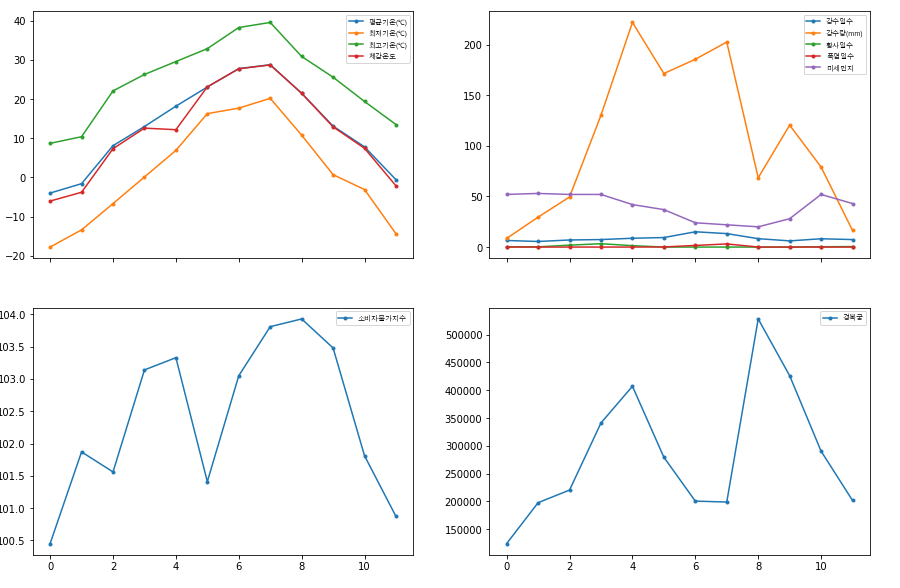 40
30
20
10
0
−10
−20
평균기온(℃)
최저기온(℃)
최고기온(℃)
체감온도
200
150
100
50
0
강수일수
강수량(mm)
황사일수
폭염일수
미세먼지
104.0
103.5
103.0
102.5
102.0
101.5
101.0
100.5
소비자물가지수
0 2 4 6 8 10
500000
450000
400000
350000
300000
250000
200000
150000
경복궁
0 2 4 6 8 10